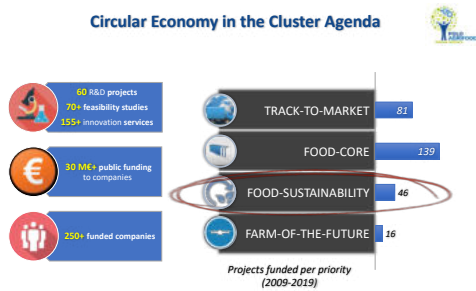 Circular Economy in the Cluster Agenda
POLO
AGRIFOOD
60 R&D projects
70+ feasibility studies
155+ innovation services
30 M€+ public funding
to companies
250+ funded companies
TRACK-TO-MARKET 81
FOOD-CORE 139
FOOD-SUSTAINABILITY 46
FARM-OF-THE-FUTURE 16
Projects funded per priority
(2009-2019)